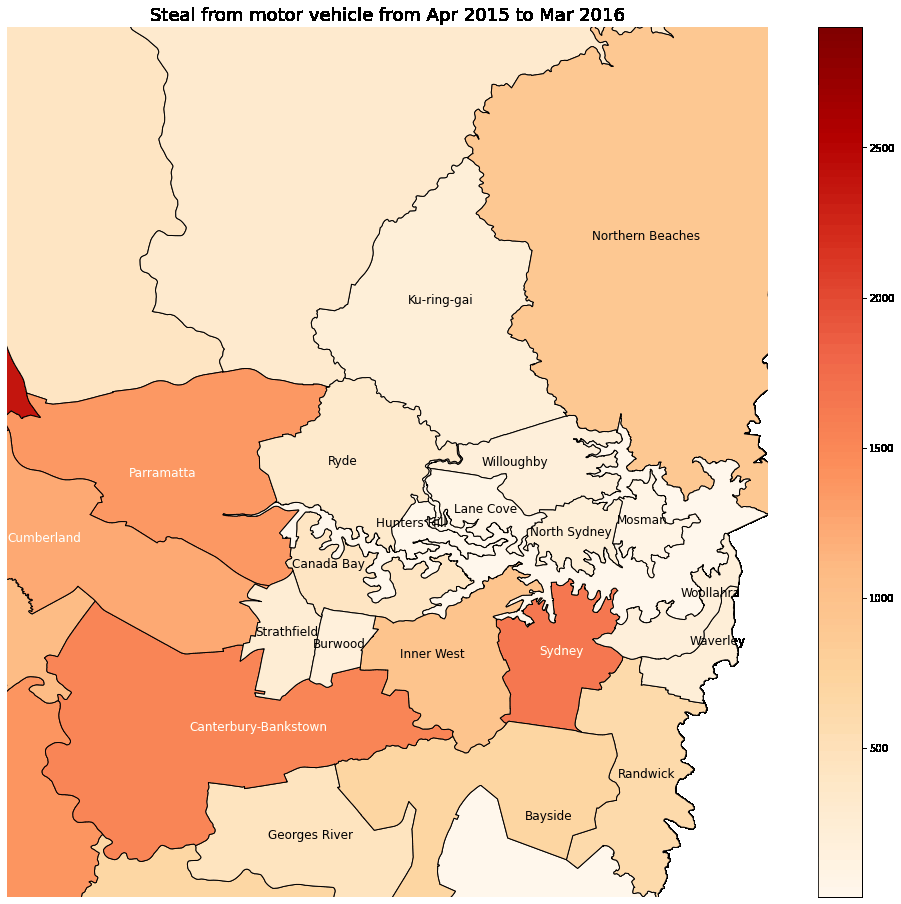 Steal from motor vehicle from Apr 2015 to Mar 2016
2500
Northern Beaches
Ku-ring-gai
2000
1500
Ryde
Willoughby
Parramatta
Lane Cove
Hunters Hill
Mosman
North Sydney
Cumberland
Canada Bay
Woollahra
1000
Strathfield
Burwood
Waverley
Inner West
Sydney
Canterbury-Bankstown
500
Randwick
Bayside
Georges River